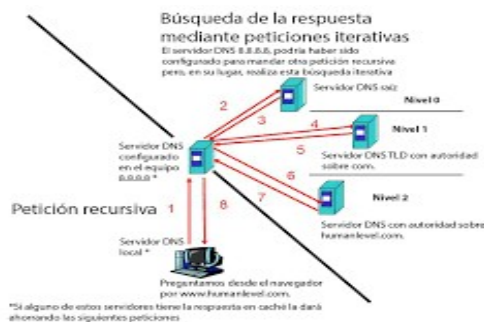 Búsqueda de la respuesta
mediante peticiones iterativas
El servidor DNS 8.8.8.8, podría haber sido
configurado para mandar otra petición recursiva
pero, en su lugar, realiza esta búsqueda iterativa
Servidor DNS raíz
Nivel 0
2
3
4
Nivel 1
5
Servidor DNS TLD con autoridad
sobre com.
Servidor DNS
configurado
en el equipo
8.8.8.8 *
6
7
Nivel 2
Servidor DNS con autoridad sobre
humanlevel.com.
Petición recursiva
1
8
Servidor DNS
local *
Preguntamos desde el navegador
por www.humanlevel.com.
*Si alguno de estos servidores tiene la respuesta en caché la dará
ahorrando las siguientes peticiones